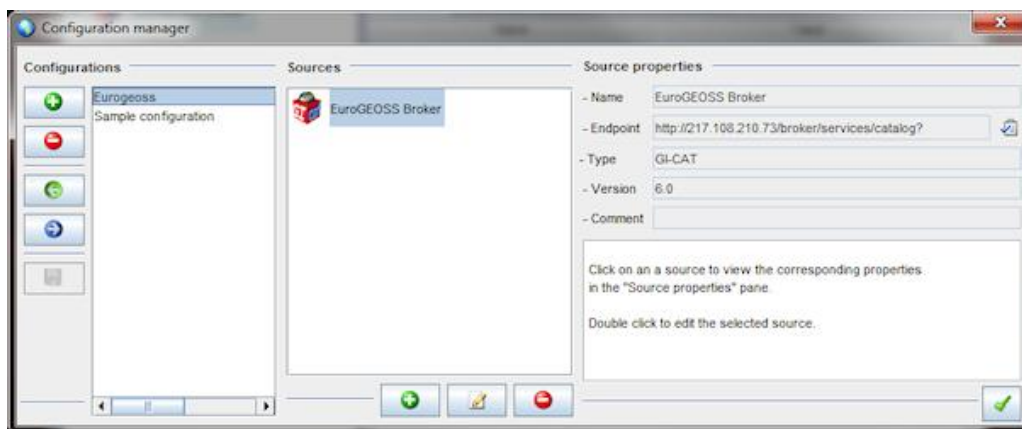 Configuration manager
Configurations
Eurogeoss
Sample configuration
Sources
EuroGEOSS Broker
Source properties
- Name EuroGEOSS Broker
- Endpoint http://217.108.210.73/broker/services/catalog?
- Type GI-CAT
- Version 6.0
- Comment
Click on an a source to view the corresponding properties
in the "Source properties" pane.
Double click to edit the selected source.